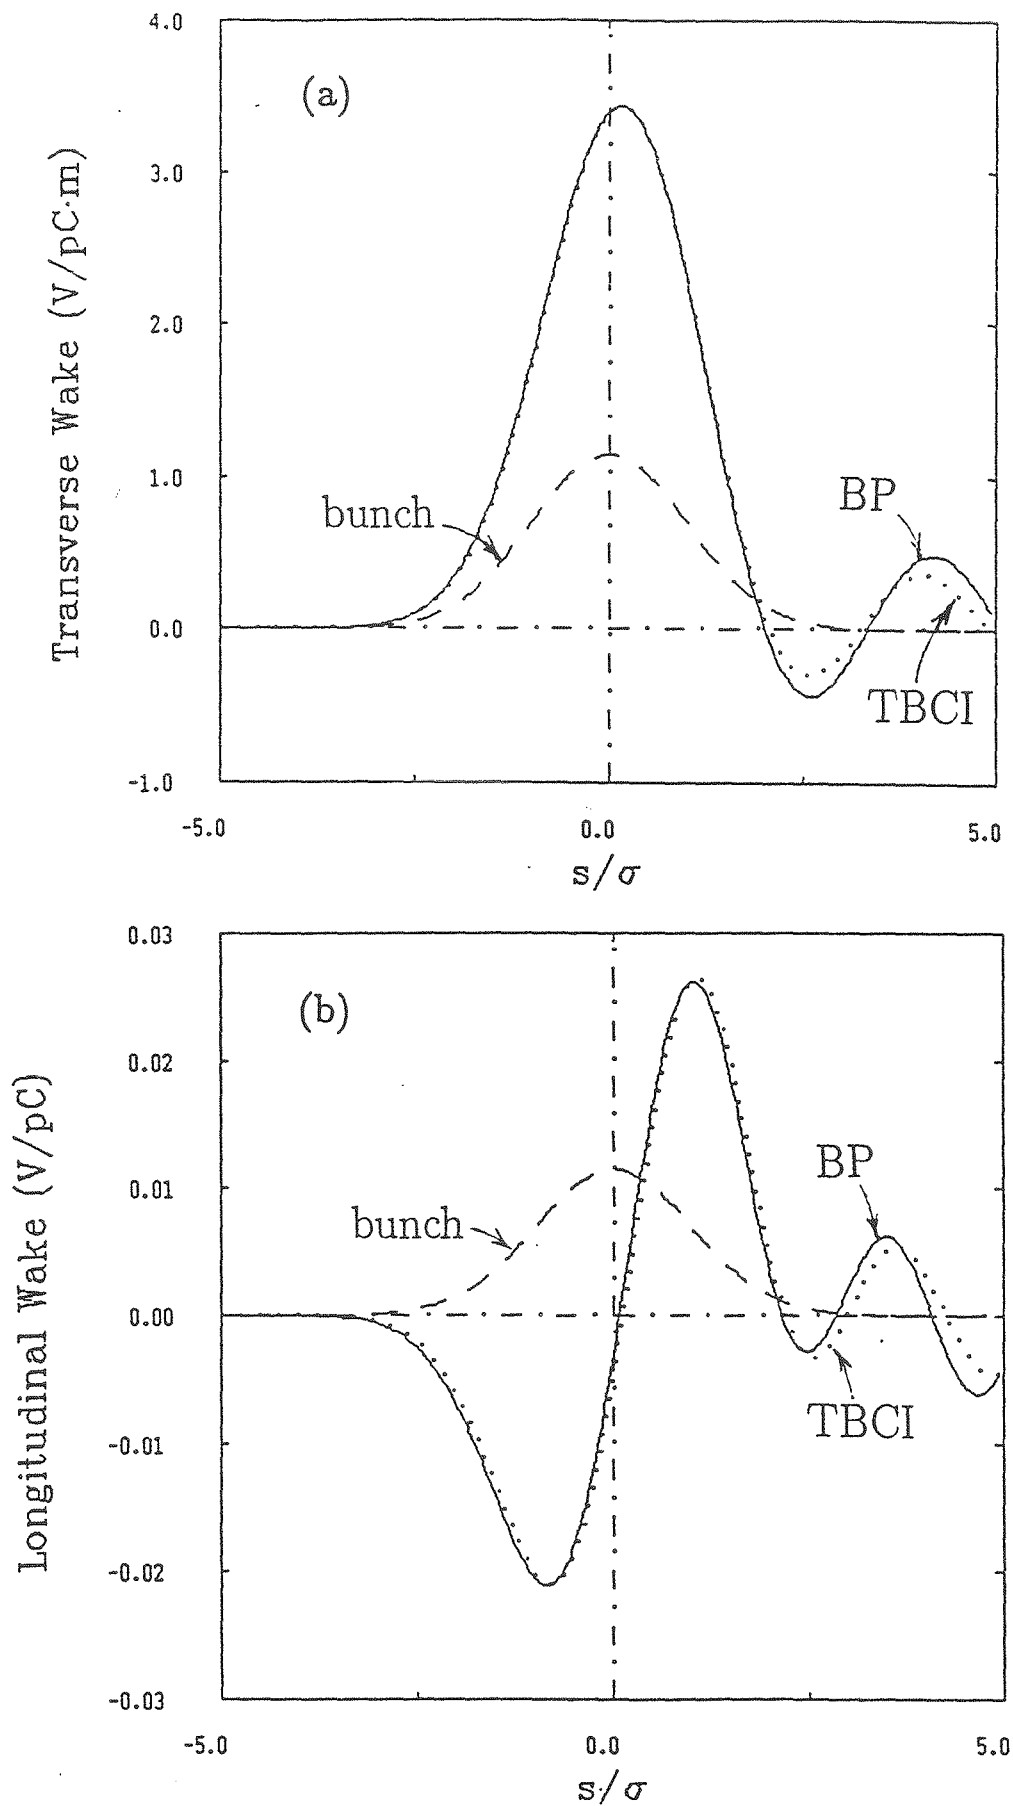 4.0
(a)
3.0
2.0
1.0
0.0
-1.0
Transverse Wake (V/pC·m)
bunch
BP
TBCI
-5.0
0.0
5.0
s/σ
0.03
(b)
0.02
0.01
0.00
-0.01
-0.02
-0.03
Longitudinal Wake (V/pC)
bunch
BP
TBCI
-5.0
0.0
5.0
s/σ